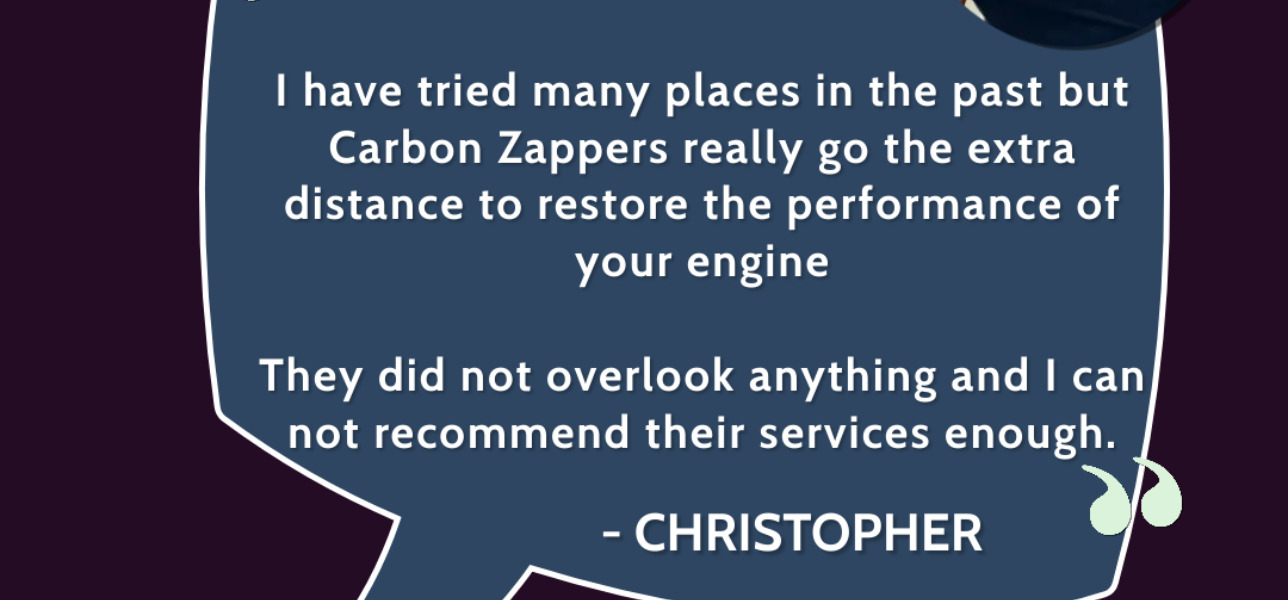 I have tried many places in the past but
Carbon Zappers really go the extra
distance to restore the performance of
your engine
They did not overlook anything and I can
not recommend their services enough.
- CHRISTOPHER